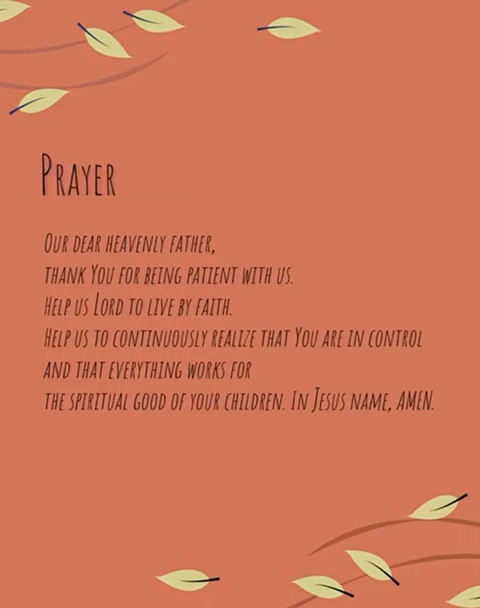 Prayer
Our dear heavenly father,
thank You for being patient with us.
Help us Lord to live by faith.
Help us to continuously realize that You are in control
and that everything works for
the spiritual good of your children. In Jesus name, AMEN.